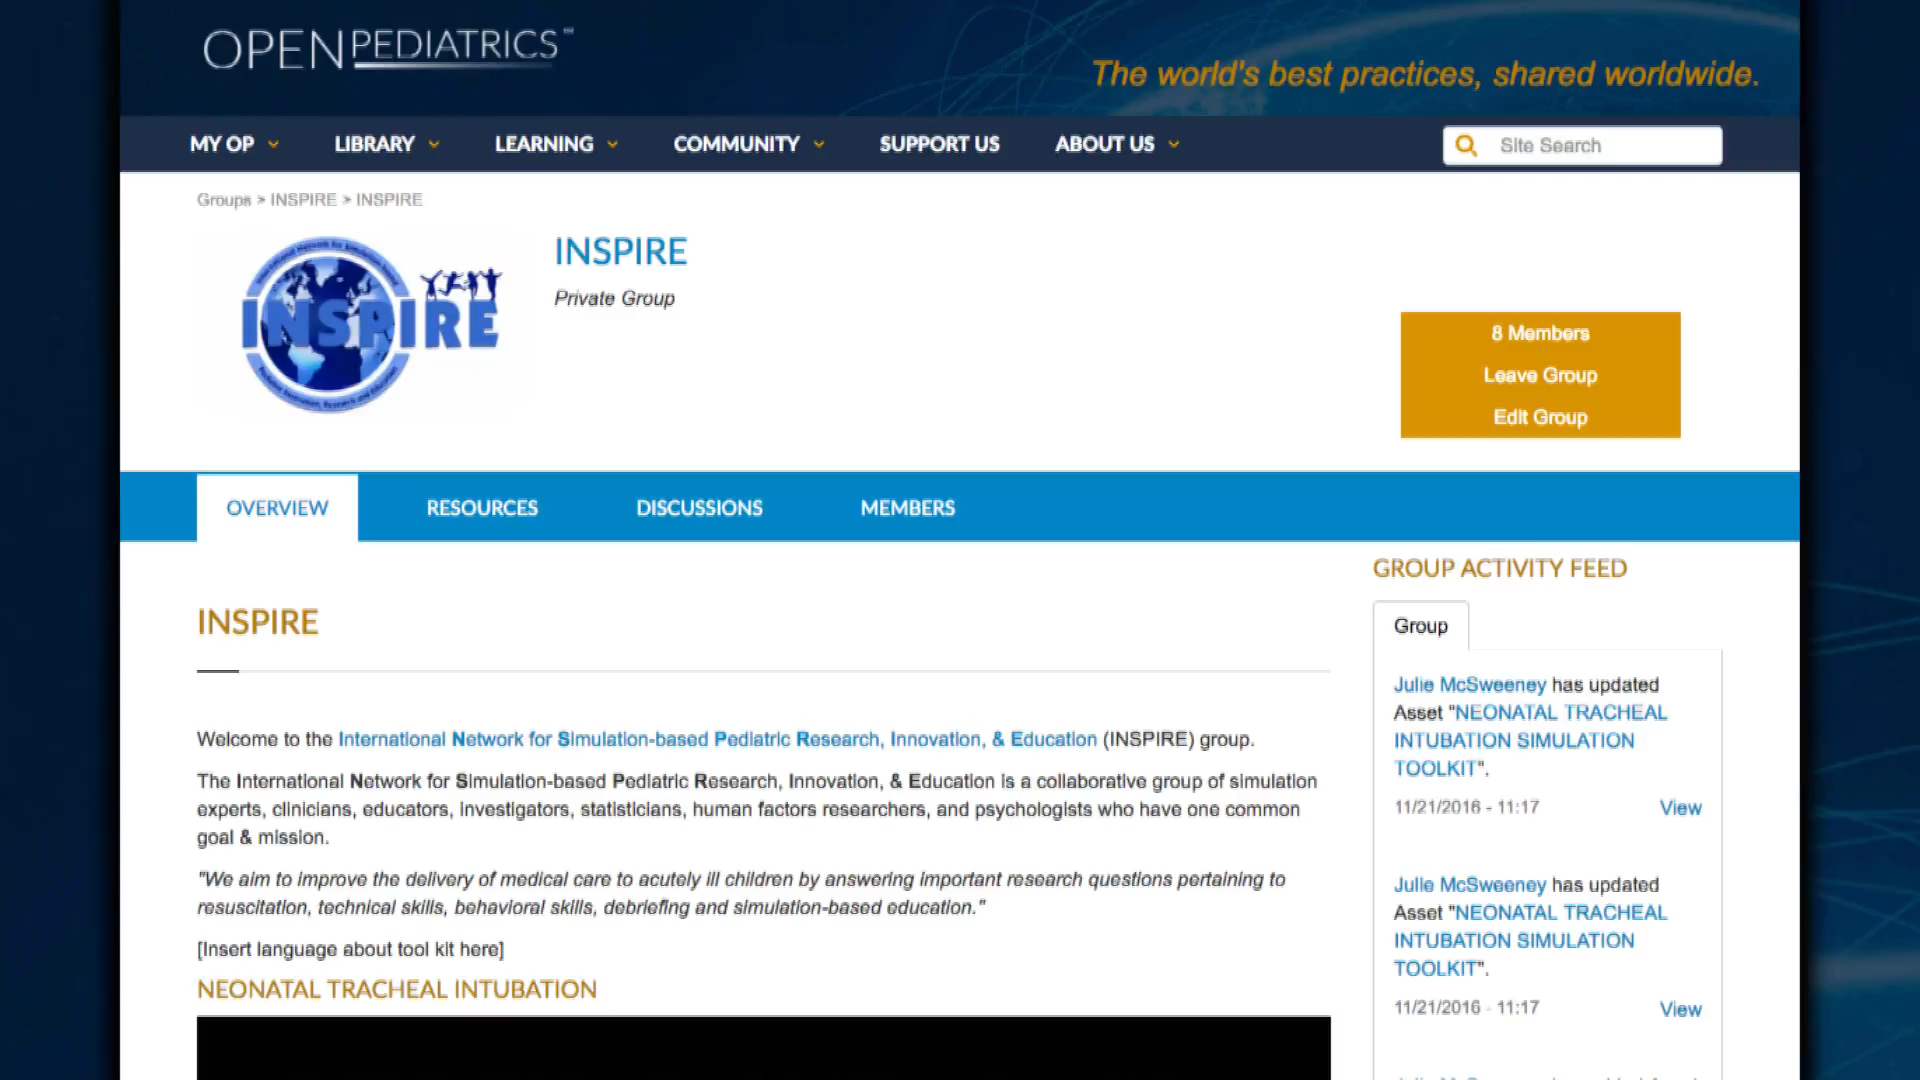 OPENPEDIATRICS™
The world's best practices, shared worldwide.
MY OP LIBRARY LEARNING COMMUNITY SUPPORT US ABOUT US Site Search
Groups > INSPIRE > INSPIRE
INSPIRE
INSPIRE
Private Group
8 Members
Leave Group
Edit Group
OVERVIEW RESOURCES DISCUSSIONS MEMBERS
INSPIRE
Welcome to the International Network for Simulation-based Pediatric Research, Innovation, & Education (INSPIRE) group.
The International Network for Simulation-based Pediatric Research, Innovation, & Education is a collaborative group of simulation
experts, clinicians, educators, investigators, statisticians, human factors researchers, and psychologists who have one common
goal & mission.
"We aim to improve the delivery of medical care to acutely ill children by answering important research questions pertaining to
resuscitation, technical skills, behavioral skills, debriefing and simulation-based education."
[Insert language about tool kit here]
NEONATAL TRACHEAL INTUBATION
GROUP ACTIVITY FEED
Group
Julie McSweeney has updated
Asset "NEONATAL TRACHEAL
INTUBATION SIMULATION
TOOLKIT".
11/21/2016 - 11:17 View
Julie McSweeney has updated
Asset "NEONATAL TRACHEAL
INTUBATION SIMULATION
TOOLKIT".
11/21/2016 - 11:17 View